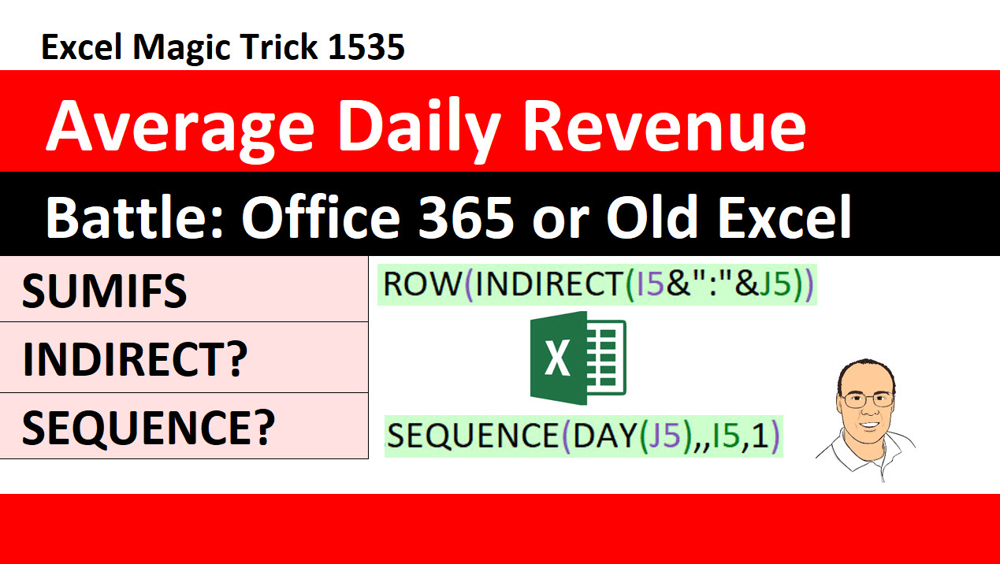 Excel Magic Trick 1535
Average Daily Revenue
Battle: Office 365 or Old Excel
SUMIFS
ROW(INDIRECT(I5&":"&J5))
INDIRECT?
X
SEQUENCE?
SEQUENCE(DAY(J5),,I5,1)